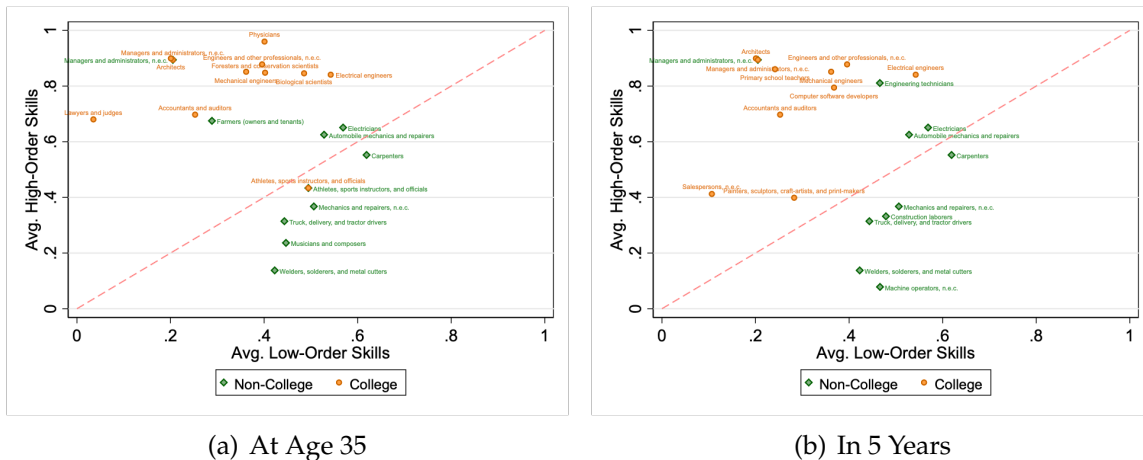 Avg. High-Order Skills
1
.8
.6
.4
.2
0
Physicians
Managers and administrators, n.e.c.
Managers and administrators, n.e.c.
Architects
Engineers and other professionals, n.e.c.
Foresters and conservation scientists
Mechanical engineers
Biological scientists
Electrical engineers
Lawyers and judges
Accountants and auditors
Farmers (owners and tenants)
Electricians
Automobile mechanics and repairers
Carpenters
Athletes, sports instructors, and officials
Athletes, sports instructors, and officials
Mechanics and repairers, n.e.c.
Truck, delivery, and tractor drivers
Musicians and composers
Welders, solderers, and metal cutters
0 .2 .4 .6 .8 1
Avg. Low-Order Skills
Non-College College
(a) At Age 35
Avg. High-Order Skills
1
.8
.6
.4
.2
0
Architects
Managers and administrators, n.e.c.
Engineers and other professionals, n.e.c.
Managers and administrators, n.e.c.
Electrical engineers
Primary school teachers
Mechanical engineers
Engineering technicians
Computer software developers
Accountants and auditors
Electricians
Automobile mechanics and repairers
Carpenters
Salespersons, n.e.c.
Painters, sculptors, craft-artists, and print-makers
Mechanics and repairers, n.e.c.
Construction laborers
Truck, delivery, and tractor drivers
Welders, solderers, and metal cutters
Machine operators, n.e.c.
0 .2 .4 .6 .8 1
Avg. Low-Order Skills
Non-College College
(b) In 5 Years